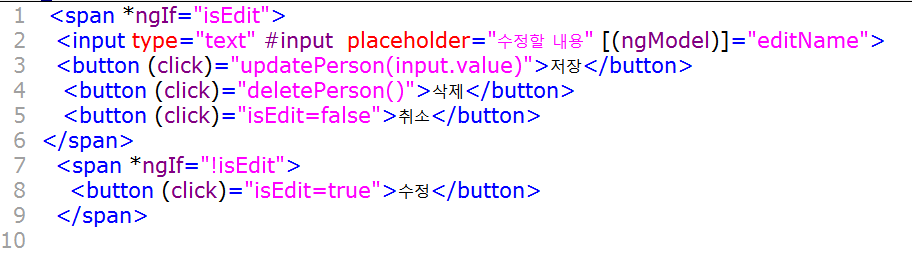 1 <span *ngIf="isEdit">
2 <input type="text" #input placeholder="수정할 내용" [(ngModel)]="editName">
3 <button (click)="updatePerson(input.value)">저장</button>
4 <button (click)="deletePerson()">삭제</button>
5 <button (click)="isEdit=false">취소</button>
6 </span>
7 <span *ngIf="!isEdit">
8 <button (click)="isEdit=true">수정</button>
9 </span>
10